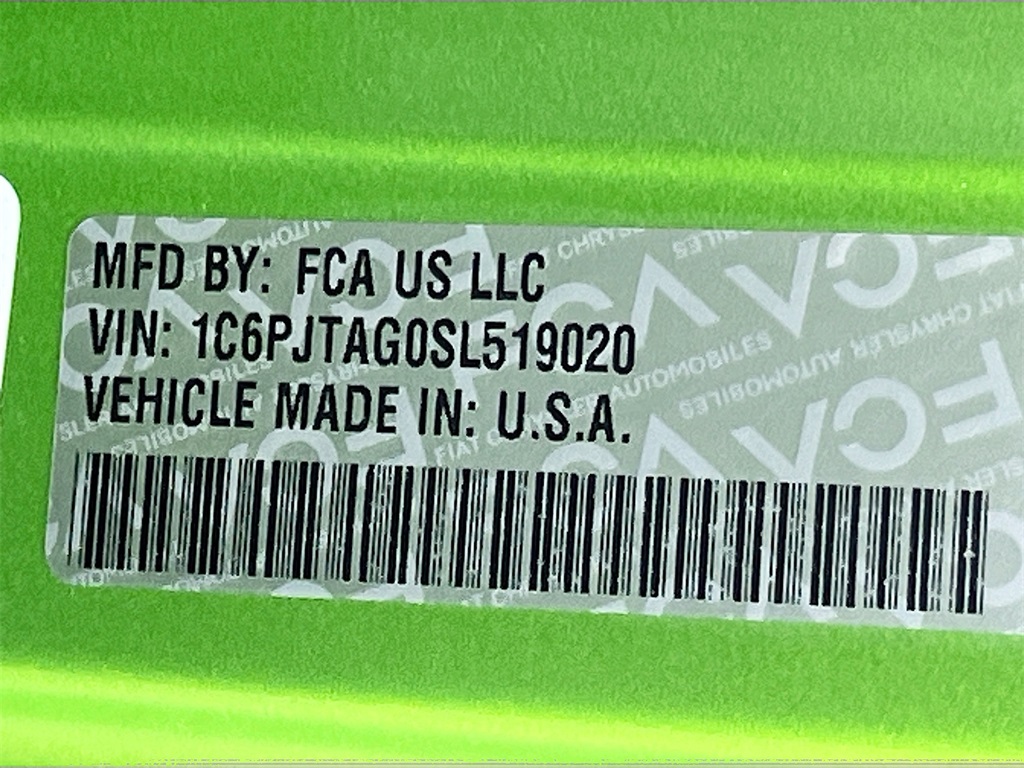 MFD BY: FCA US LLC
VIN: 1C6PJTAG0SL519020
VEHICLE MADE IN: U.S.A.